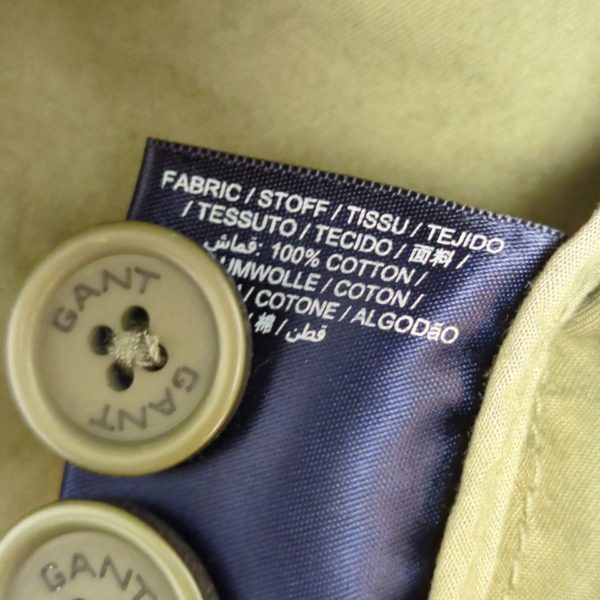 FABRIC / STOFF / TISSU / TEJIDO
/ TESSUTO / TECIDO / 面料 /
قماش: 100% COTTON /
UMWOLLE / COTON /
/ COTONE / ALGODãO
/ 棉 / قطن
GANT
GANT
GANT